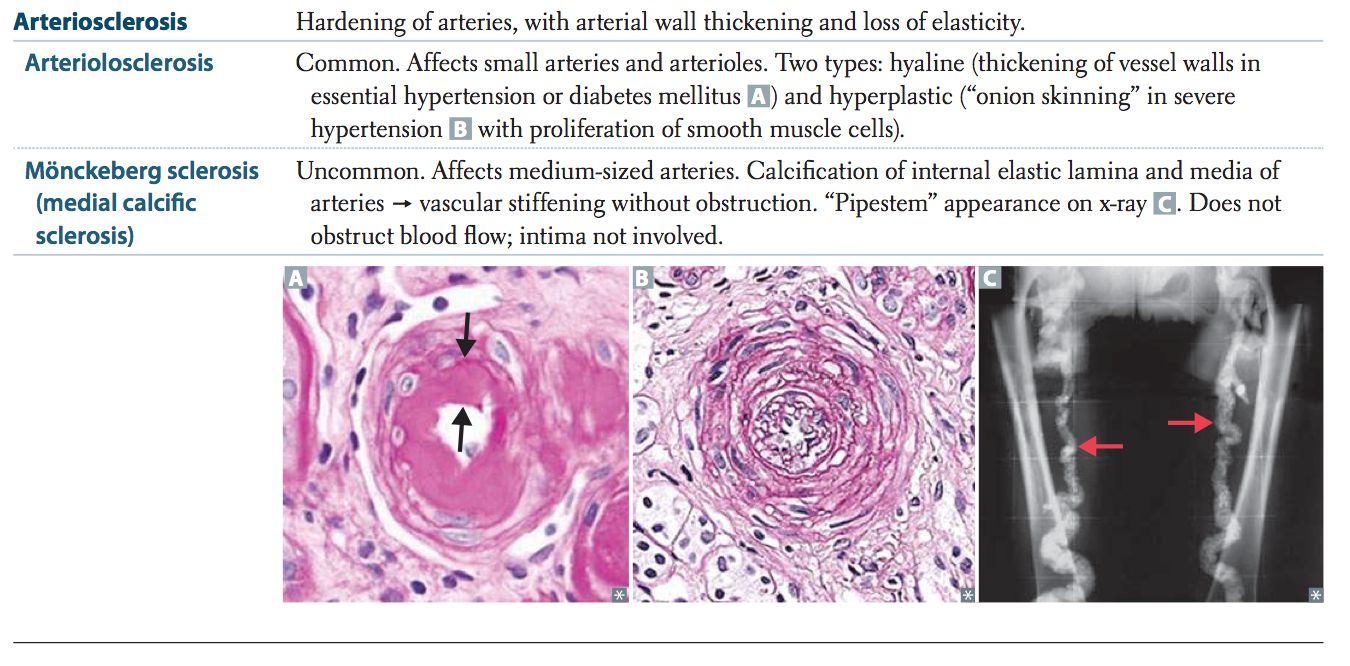 Arteriosclerosis Hardening of arteries, with arterial wall thickening and loss of elasticity.
Arteriolosclerosis Common. Affects small arteries and arterioles. Two types: hyaline (thickening of vessel walls in
essential hypertension or diabetes mellitus A) and hyperplastic (“onion skinning” in severe
hypertension B with proliferation of smooth muscle cells).
Mönckeberg sclerosis
(medial calcific
sclerosis)
Uncommon. Affects medium-sized arteries. Calcification of internal elastic lamina and media of
arteries → vascular stiffening without obstruction. “Pipestem” appearance on x-ray C. Does not
obstruct blood flow; intima not involved.
A
B
C
*
*
*